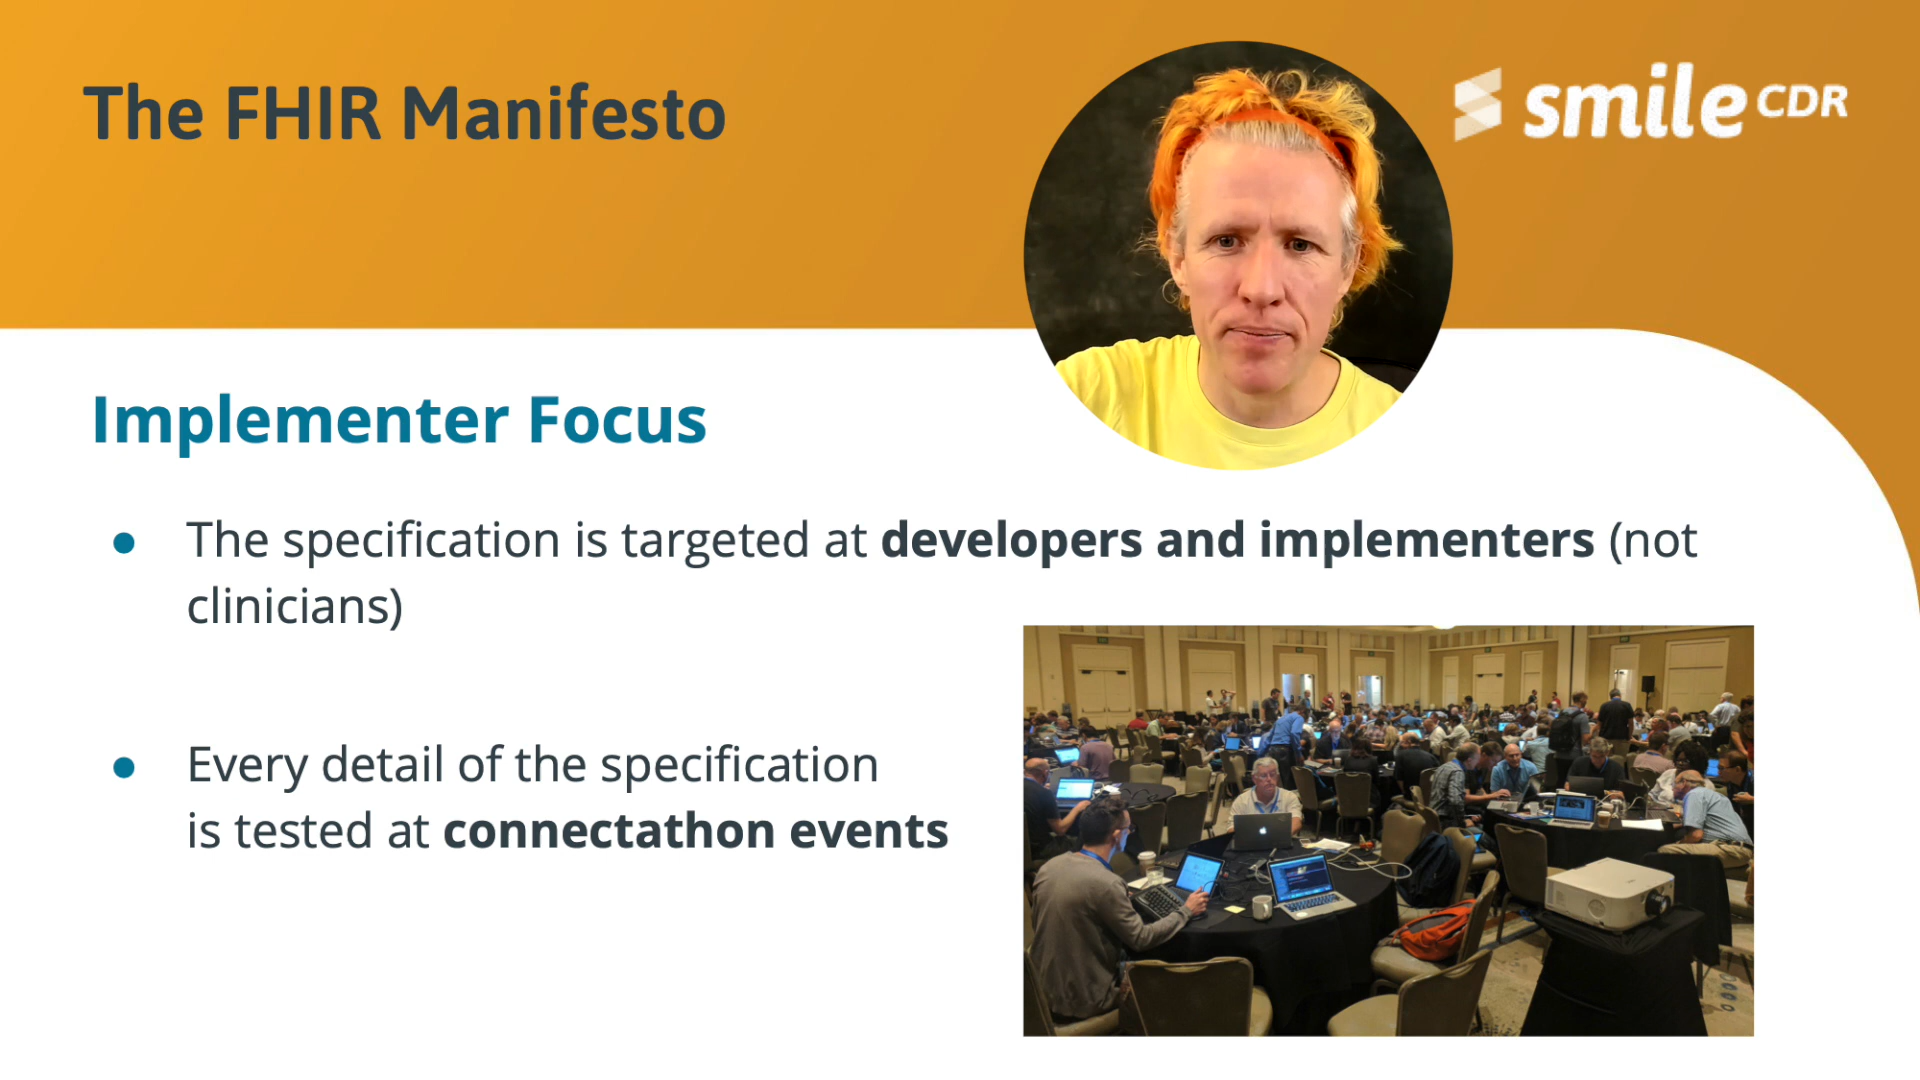 The FHIR Manifesto
smile CDR
Implementer Focus
● The specification is targeted at developers and implementers (not
clinicians)
● Every detail of the specification
is tested at connectathon events